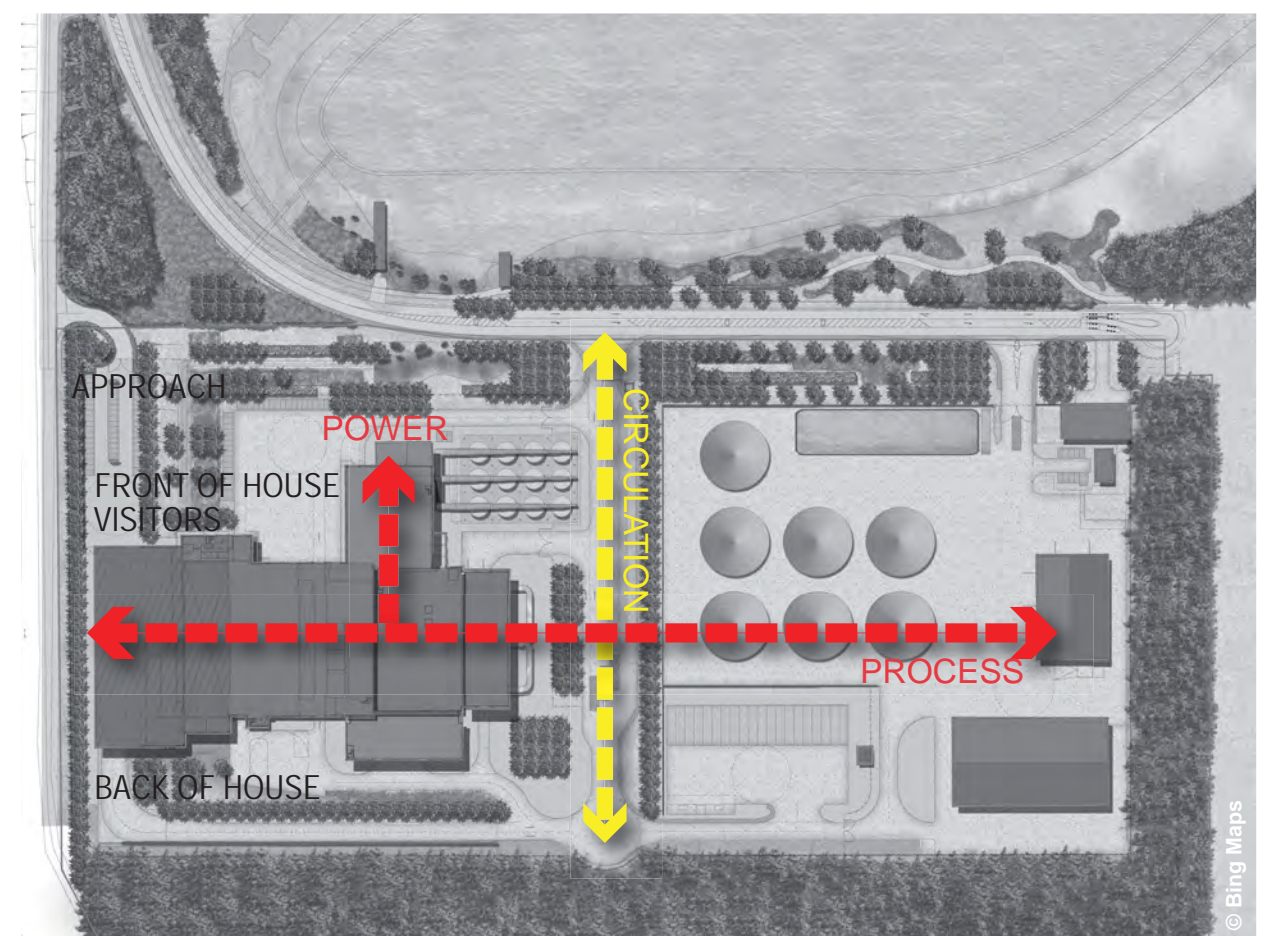 APPROACH
POWER
CIRCULATION
FRONT OF HOUSE
VISITORS
PROCESS
BACK OF HOUSE
© Bing Maps